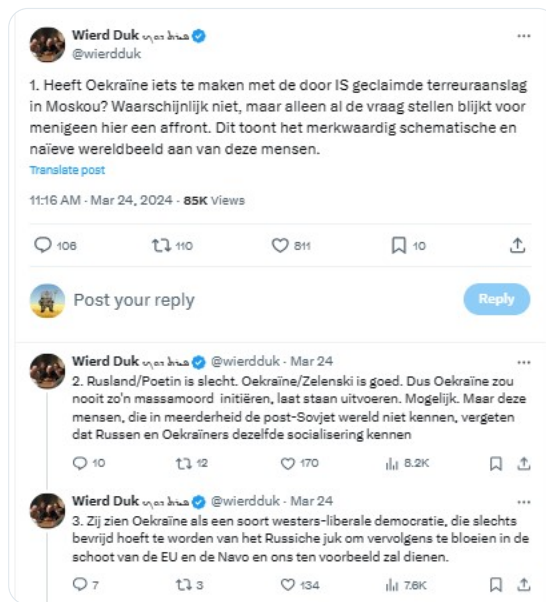 Wierd Duk
@wierdduk
1. Heeft Oekraïne iets te maken met de door IS geclaimde terreuraanslag
in Moskou? Waarschijnlijk niet, maar alleen al de vraag stellen blijkt voor
menigeen hier een affront. Dit toont het merkwaardig schematische en
naïeve wereldbeeld aan van deze mensen.
Translate post
11:16 AM · Mar 24, 2024 · 85K Views
106 110 811 10
Post your reply
Reply
Wierd Duk @wierdduk · Mar 24
2. Rusland/Poetin is slecht. Oekraïne/Zelenski is goed. Dus Oekraïne zou
nooit zo'n massamoord initiëren, laat staan uitvoeren. Mogelijk. Maar deze
mensen, die in meerderheid de post-Sovjet wereld niet kennen, vergeten
dat Russen en Oekraïners dezelfde socialisering kennen
10 12 170 8.2K
Wierd Duk @wierdduk · Mar 24
3. Zij zien Oekraïne als een soort westers-liberale democratie, die slechts
bevrijd hoeft te worden van het Russiche juk om vervolgens te bloeien in de
schoot van de EU en de Navo en ons ten voorbeeld zal dienen.
7 3 134 7.6K